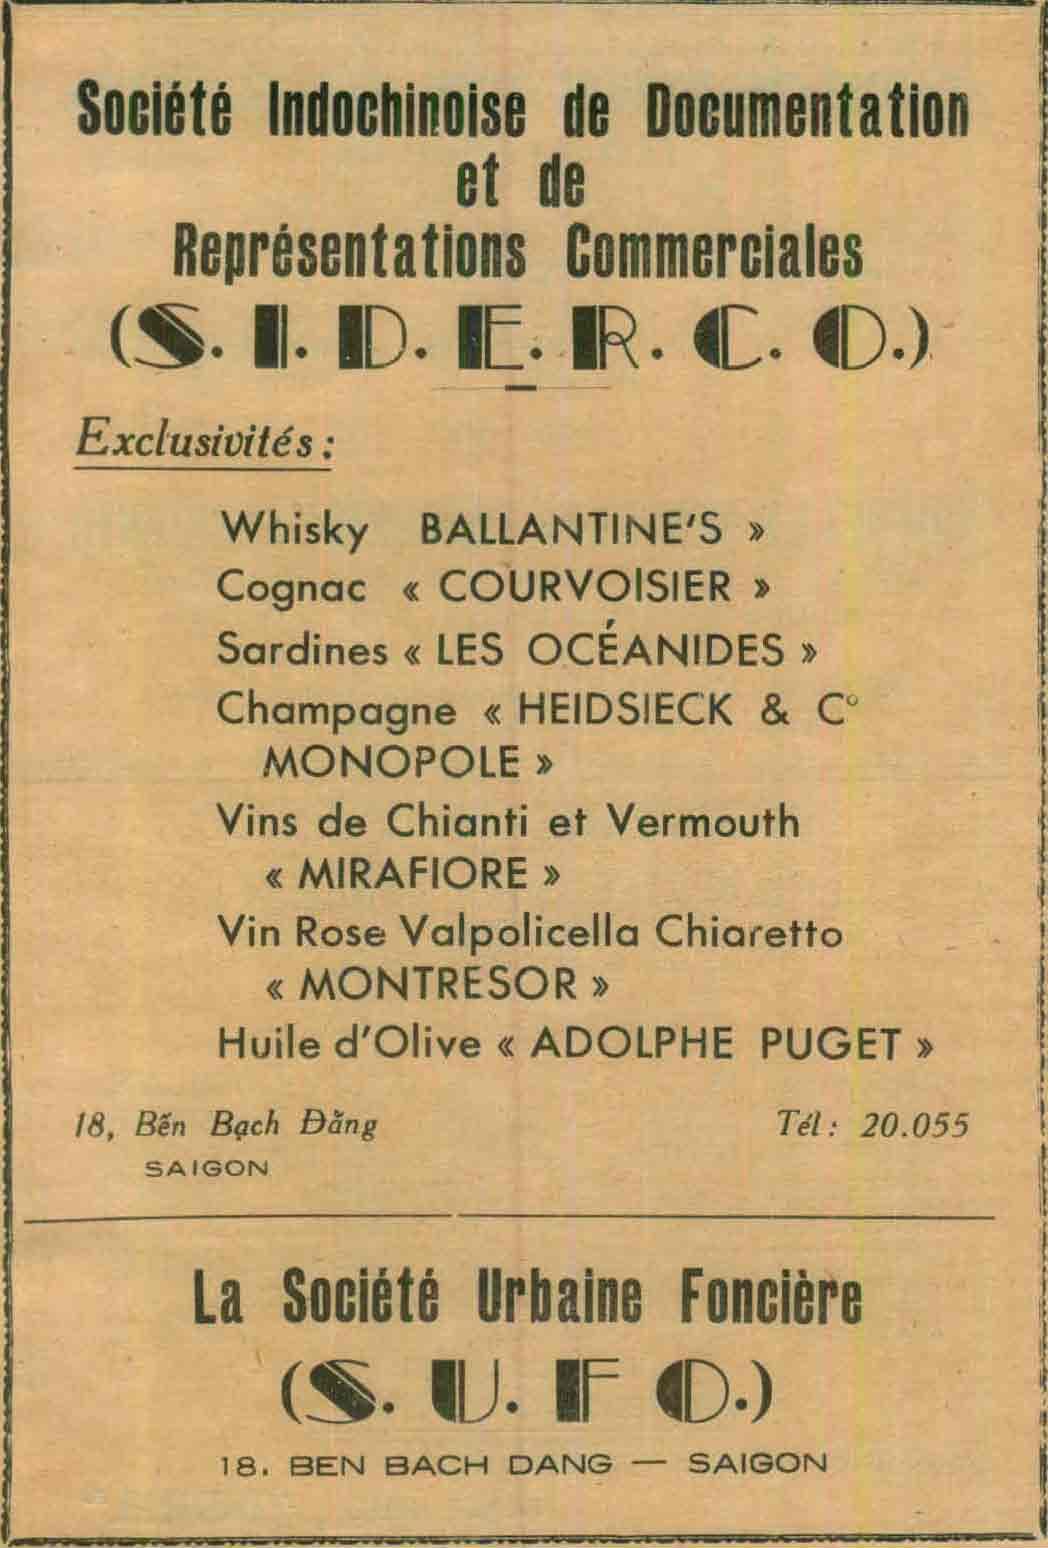 Société Indochinoise de Documentation
et de
Représentations Commerciales
(S. I. D. E. R. C. O.)
Exclusivités :
Whisky BALLANTINE'S »
Cognac « COURVOISIER »
Sardines « LES OCÉANIDES »
Champagne « HEIDSIECK & C°
MONOPOLE »
Vins de Chianti et Vermouth
« MIRAFIORE »
Vin Rose Valpolicella Chiaretto
« MONTRESOR »
Huile d'Olive « ADOLPHE PUGET »
18, Bến Bạch Đằng Tél : 20.055
SAIGON
La Société Urbaine Foncière
(S. U. F O.)
18. BEN BACH DANG — SAIGON